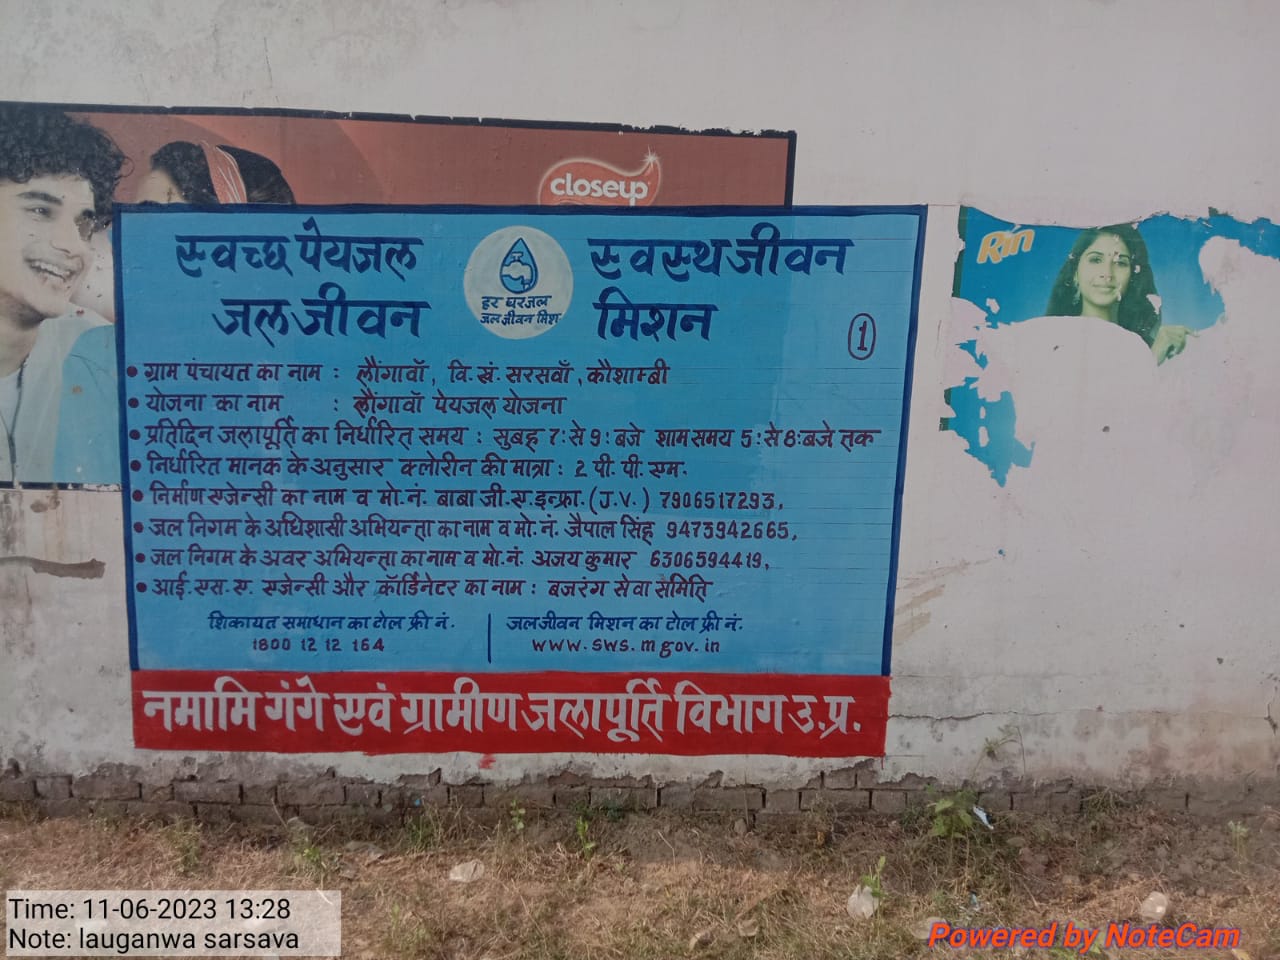 closeup
Rin
स्वच्छ पेयजल
स्वस्थ जीवन
जल जीवन
मिशन
हर घर जल
जल जीवन मिश
1
• ग्राम पंचायत का नाम : लौंगावॉ, वि.खं. सरसवाँ, कौशाम्बी
• योजना का नाम : लौंगावॉ पेयजल योजना
• प्रतिदिन जलापूर्ति का निर्धारित समय : सुबह 7: से 9: बजे शाम समय 5: से 8: बजे तक
• निर्धारित मानक के अनुसार क्लोरीन की मात्रा : 2 पी. पी. एम.
• निर्माण एजेन्सी का नाम व मो. नं. बाबा जी. ए. इन्फ्रा. (J.V.) 7906517293,
• जल निगम के अधिशासी अभियन्ता का नाम व मो. नं. जैपाल सिंह 9473942665,
• जल निगम के अवर अभियन्ता का नाम व मो. नं. अजय कुमार 6306594419,
• आई. एस. ए. एजेन्सी और कॉर्डिनेटर का नाम : बजरंग सेवा समिति
शिकायत समाधान का टोल फ्री नं.
1800 12 12 164
जल जीवन मिशन का टोल फ्री नं:
www.sws.mgov.in
नमामि गंगे एवं ग्रामीण जलापूर्ति विभाग उ.प्र.
Time: 11-06-2023 13:28
Note: lauganwa sarsava
Powered by NoteCam